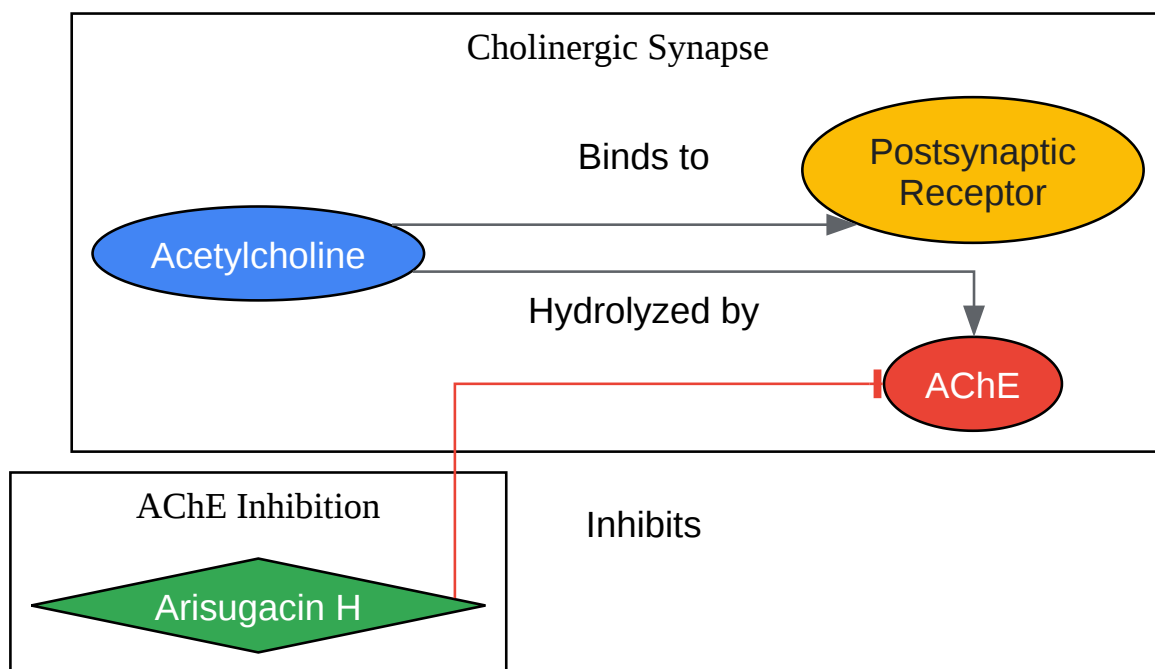 Cholinergic Synapse
Binds to
Postsynaptic
Receptor
Acetylcholine
Hydrolyzed by
AChE
AChE Inhibition
Inhibits
Arisugacin H